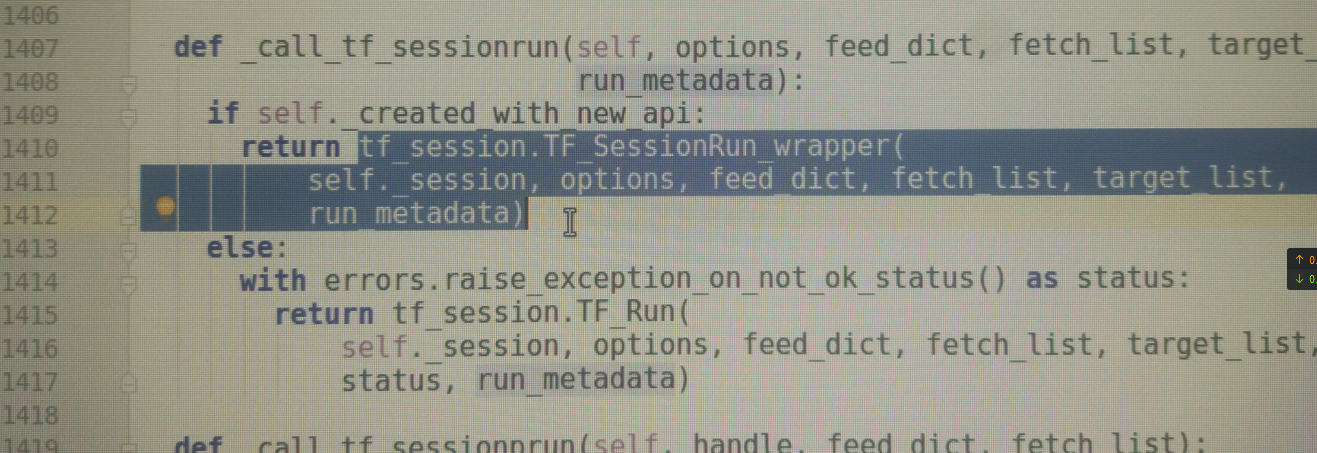 1406
1407 def _call_tf_sessionrun(self, options, feed_dict, fetch_list, target_
1408 run_metadata):
1409 if self._created_with_new_api:
1410 return tf_session.TF_SessionRun_wrapper(
1411 self._session, options, feed_dict, fetch_list, target_list,
1412 run_metadata)
1413 else:
1414 with errors.raise_exception_on_not_ok_status() as status:
1415 return tf_session.TF_Run(
1416 self._session, options, feed_dict, fetch_list, target_list,
1417 status, run_metadata)
1418
1419 def _call_tf_sessionprun(self, handle, feed_dict, fetch_list):
↑ 0.
↓ 0.